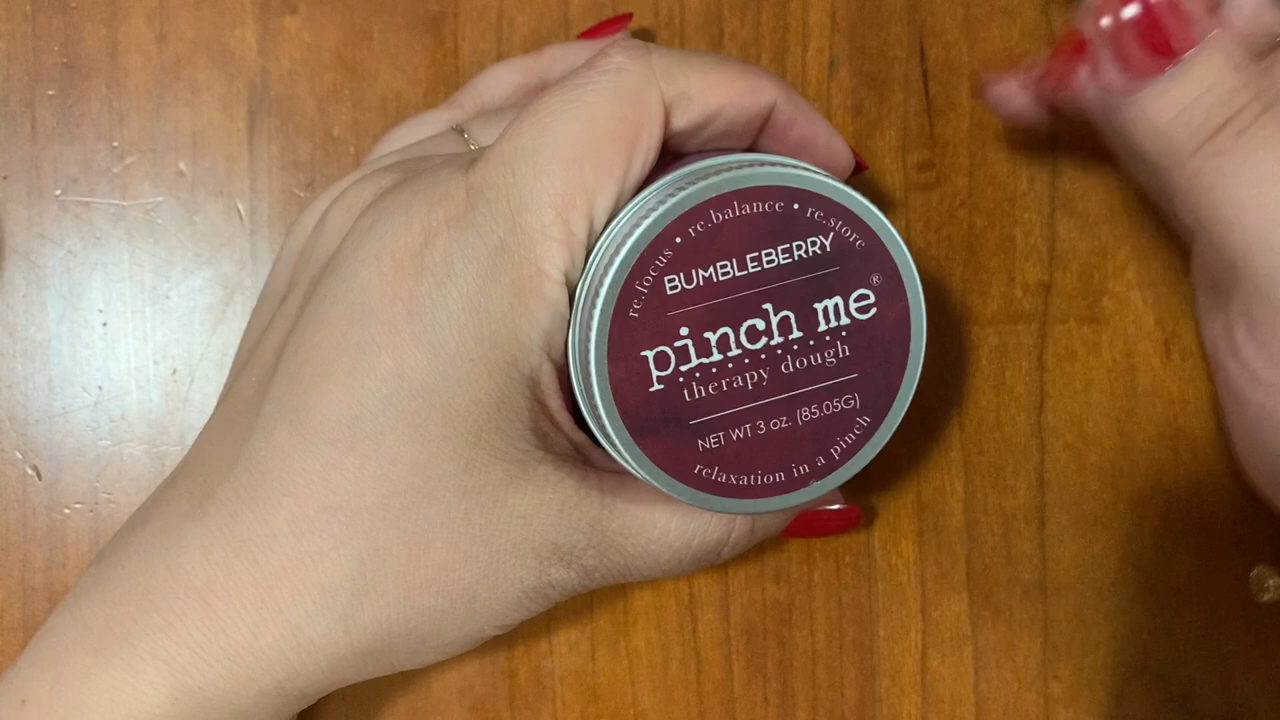 re.focus • re.balance • re.store
BUMBLEBERRY
pinch me®
therapy dough
NET WT 3 oz. (85.05G)
relaxation in a pinch